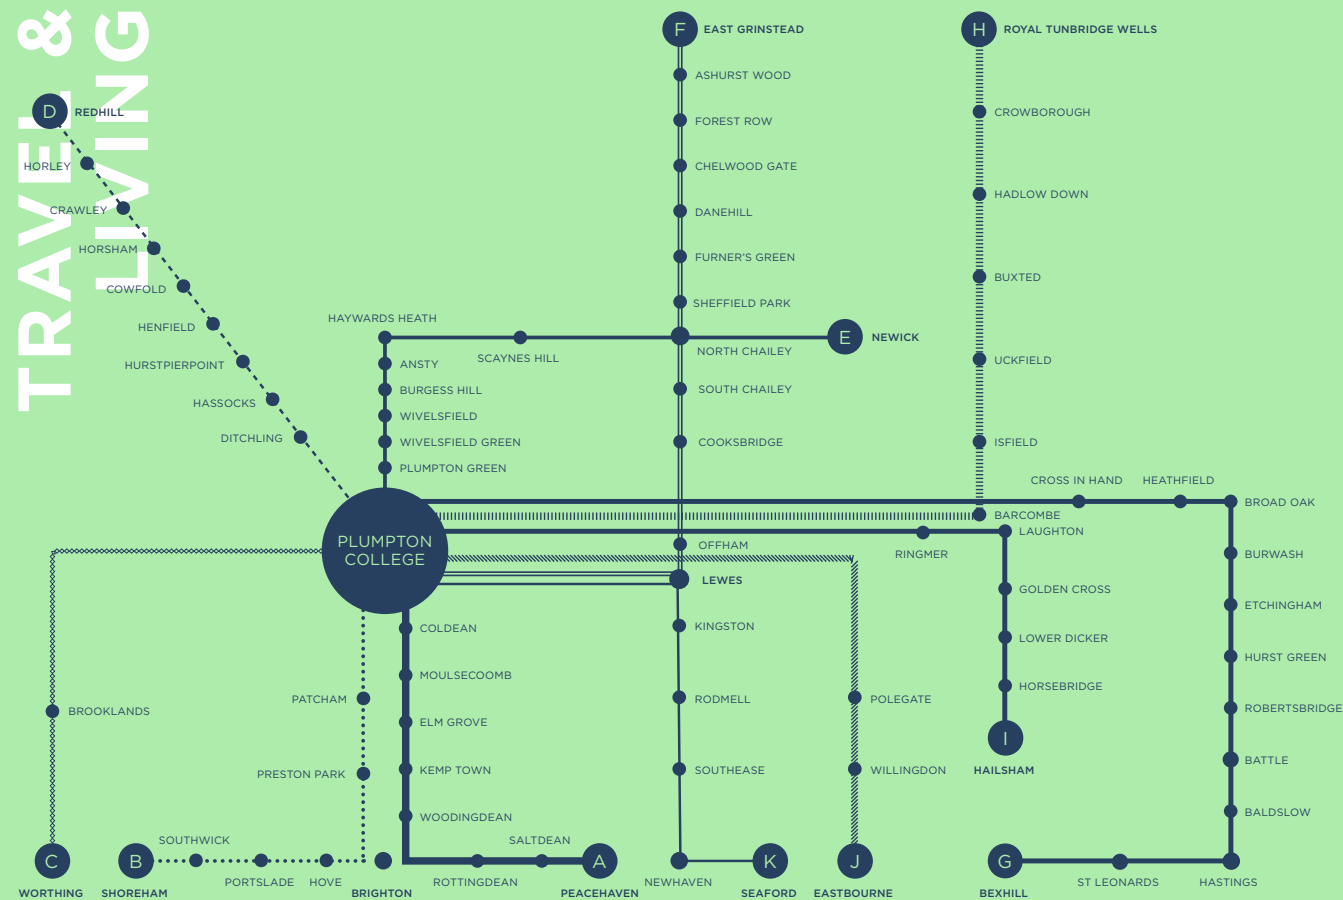 TRAVEL &
LIVING
F
EAST GRINSTEAD
H
ROYAL TUNBRIDGE WELLS
ASHURST WOOD
D
REDHILL
CROWBOROUGH
FOREST ROW
HORLEY
CHELWOOD GATE
HADLOW DOWN
CRAWLEY
DANEHILL
HORSHAM
FURNER'S GREEN
BUXTED
COWFOLD
SHEFFIELD PARK
HAYWARDS HEATH
HENFIELD
E
NEWICK
NORTH CHAILEY
SCAYNES HILL
UCKFIELD
HURSTPIERPOINT
ANSTY
BURGESS HILL
SOUTH CHAILEY
HASSOCKS
WIVELSFIELD
DITCHLING
WIVELSFIELD GREEN
COOKSBRIDGE
ISFIELD
PLUMPTON GREEN
CROSS IN HAND
HEATHFIELD
BROAD OAK
BARCOMBE
LAUGHTON
PLUMPTON
COLLEGE
OFFHAM
RINGMER
BURWASH
LEWES
GOLDEN CROSS
ETCHINGHAM
COLDEAN
KINGSTON
LOWER DICKER
HURST GREEN
MOULSECOOMB
HORSEBRIDGE
PATCHAM
RODMELL
POLEGATE
BROOKLANDS
ROBERTSBRIDGE
ELM GROVE
I
HAILSHAM
BATTLE
PRESTON PARK
KEMP TOWN
SOUTHEASE
WILLINGDON
WOODINGDEAN
BALDSLOW
SOUTHWICK
SALTDEAN
C
B
A
K
J
G
PORTSLADE
HOVE
ROTTINGDEAN
NEWHAVEN
ST LEONARDS
HASTINGS
WORTHING
SHOREHAM
BRIGHTON
PEACEHAVEN
SEAFORD
EASTBOURNE
BEXHILL